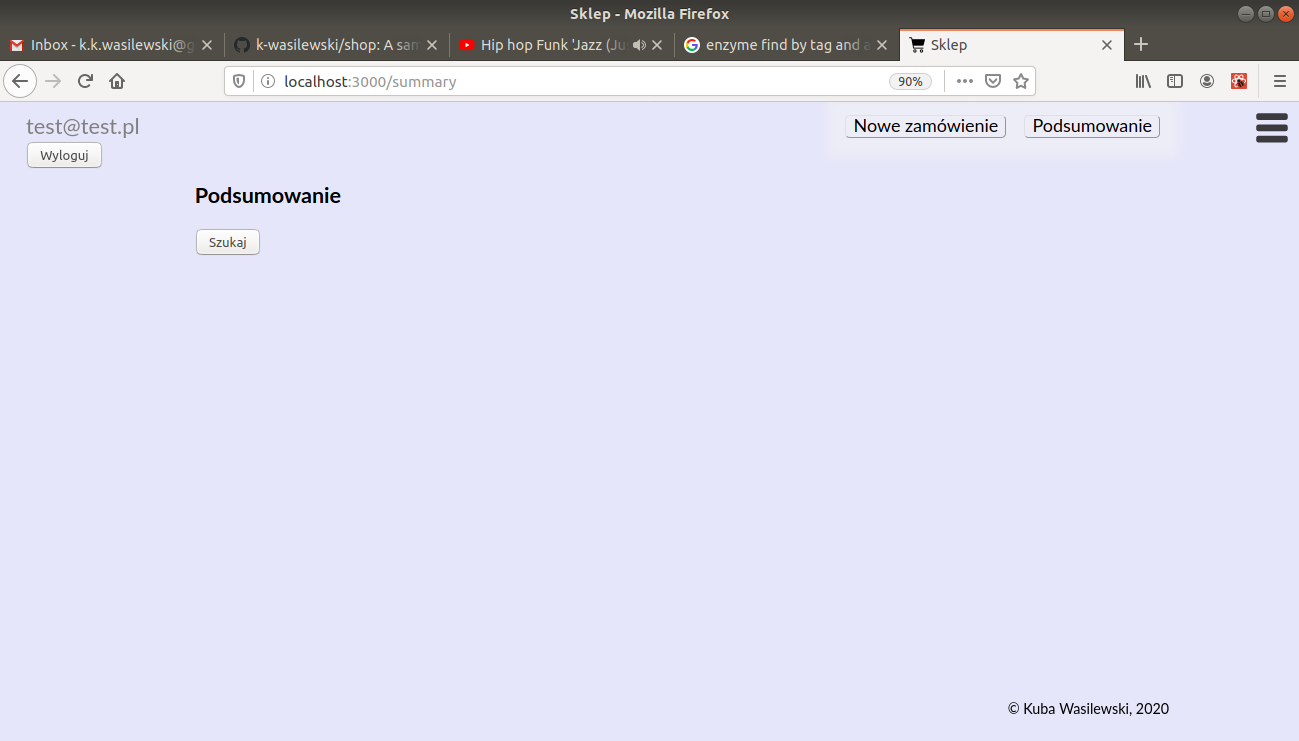 Sklep - Mozilla Firefox
Inbox - k.k.wasilewski@g
k-wasilewski/shop: A sam
Hip hop Funk 'Jazz (Ju
enzyme find by tag and a
Sklep
localhost:3000/summary
90%
test@test.pl
Nowe zamówienie
Podsumowanie
Wyloguj
Podsumowanie
Szukaj
© Kuba Wasilewski, 2020